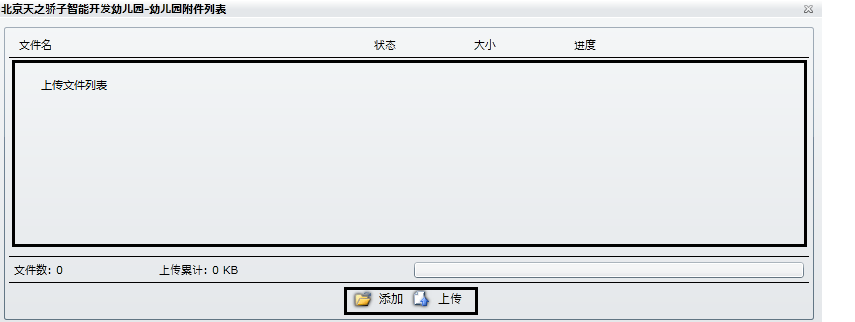 北京天之骄子智能开发幼儿园-幼儿园附件列表
文件名 状态 大小 进度
上传文件列表
文件数: 0 上传累计: 0 KB
添加 上传